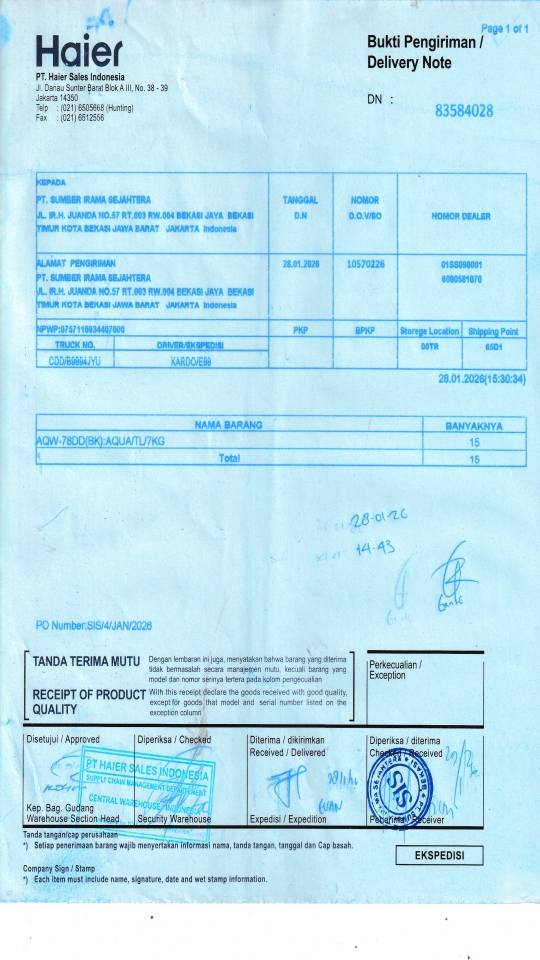 Page 1 of 1
Haier
Bukti Pengiriman /
Delivery Note
PT. Haier Sales Indonesia
Jl. Danau Sunter Barat Blok A III, No. 38 - 39
Jakarta 14350
Telp : (021) 6505668 (Hunting)
Fax : (021) 6512556
DN : 83584028
KEPADA
PT. SUMBER IRAMA SEJAHTERA
JL. IR.H. JUANDA NO.57 RT.003 RW.004 BEKASI JAYA BEKASI
TIMUR KOTA BEKASI JAWA BARAT JAKARTA Indonesia
TANGGAL
D.N
NOMOR
D.O.V/SO
NOMOR DEALER
ALAMAT PENGIRIMAN
PT. SUMBER IRAMA SEJAHTERA
JL. IR.H. JUANDA NO.57 RT.003 RW.004 BEKASI JAYA BEKASI
TIMUR KOTA BEKASI JAWA BARAT JAKARTA Indonesia
28.01.2026
10570226
PKP
BPKP
Storege Location
Shipping Point
TRUCK NO.
DRIVER/EKSPEDISI
28.01.2026(15:30:34)
NAMA BARANG
BANYAKNYA
AQW-78DD(BK):AQUA/TL/7KG
15
Total
15
28-01-26
14-43
PO Number:SIS/4/JAN/2026
TANDA TERIMA MUTU
Dengan lembaran ini juga, menyatakan bahwa barang yang diterima
tidak bermasalah secara manajemen mutu, kecuali barang yang
model dan nomor serinya tertera pada kolom pengecualian
RECEIPT OF PRODUCT
QUALITY
With this receipt declare the goods received with good quality,
except for goods that model and serial number listed on the
exception column
Perkecualian /
Exception
Disetujui / Approved
Diperiksa / Checked
Diterima / dikirimkan
Received / Delivered
Diperiksa / diterima
Checked / Received
PT HAIER SALES INDONESIA
SUPPLY CHAIN MANAGEMENT DEPARTEMENT
CENTRAL WAREHOUSE
SIS
Kep. Bag. Gudang
Warehouse Section Head
Security Warehouse
Expedisi / Expedition
Penerima / Receiver
Tanda tangan/cap perusahaan
*) Setiap penerimaan barang wajib menyertakan informasi nama, tanda tangan, tanggal dan Cap basah.
EKSPEDISI
Company Sign / Stamp
*) Each item must include name, signature, date and wet stamp information.